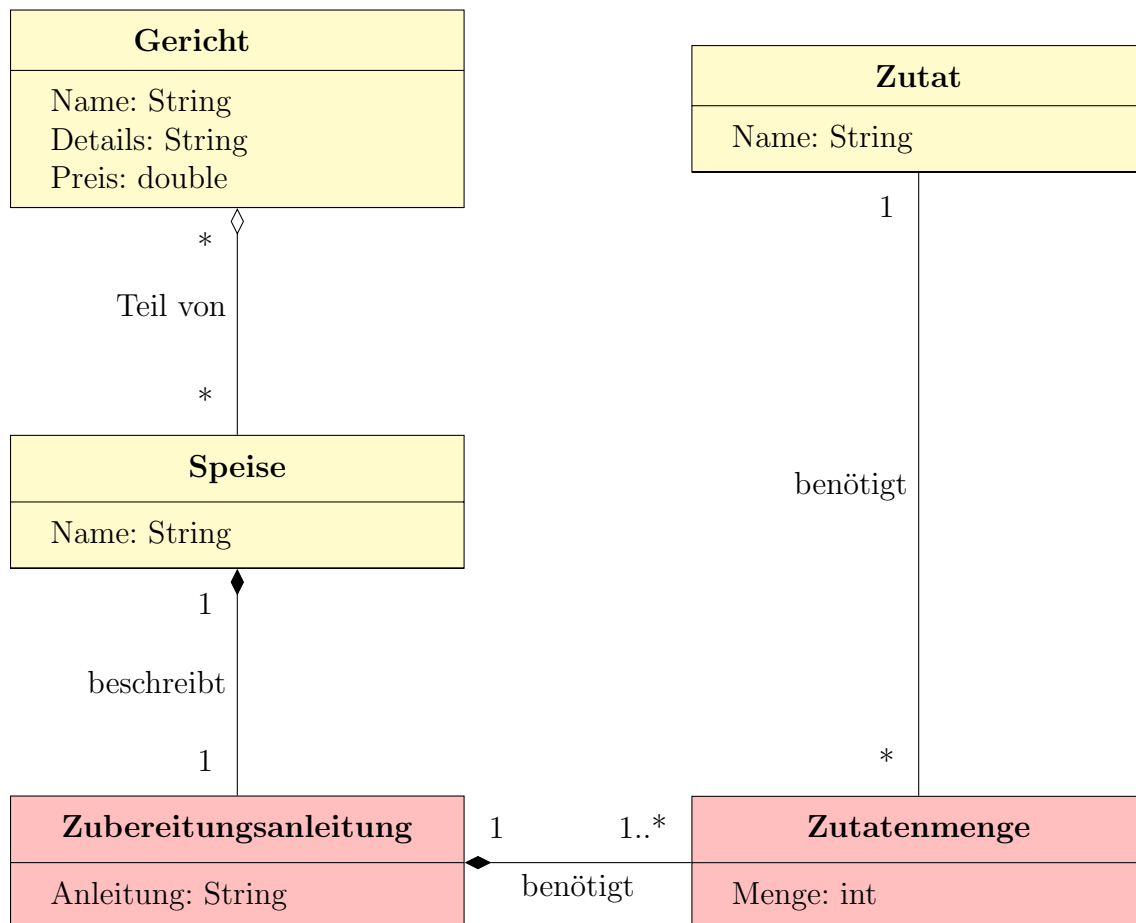 Gericht
Name: String
Details: String
Preis: double
*
Teil von
*
Speise
Name: String
1
beschreibt
1
Zubereitungsanleitung
Anleitung: String
1
1..*
benötigt
Zutat
Name: String
1
benötigt
*
Zutatenmenge
Menge: int